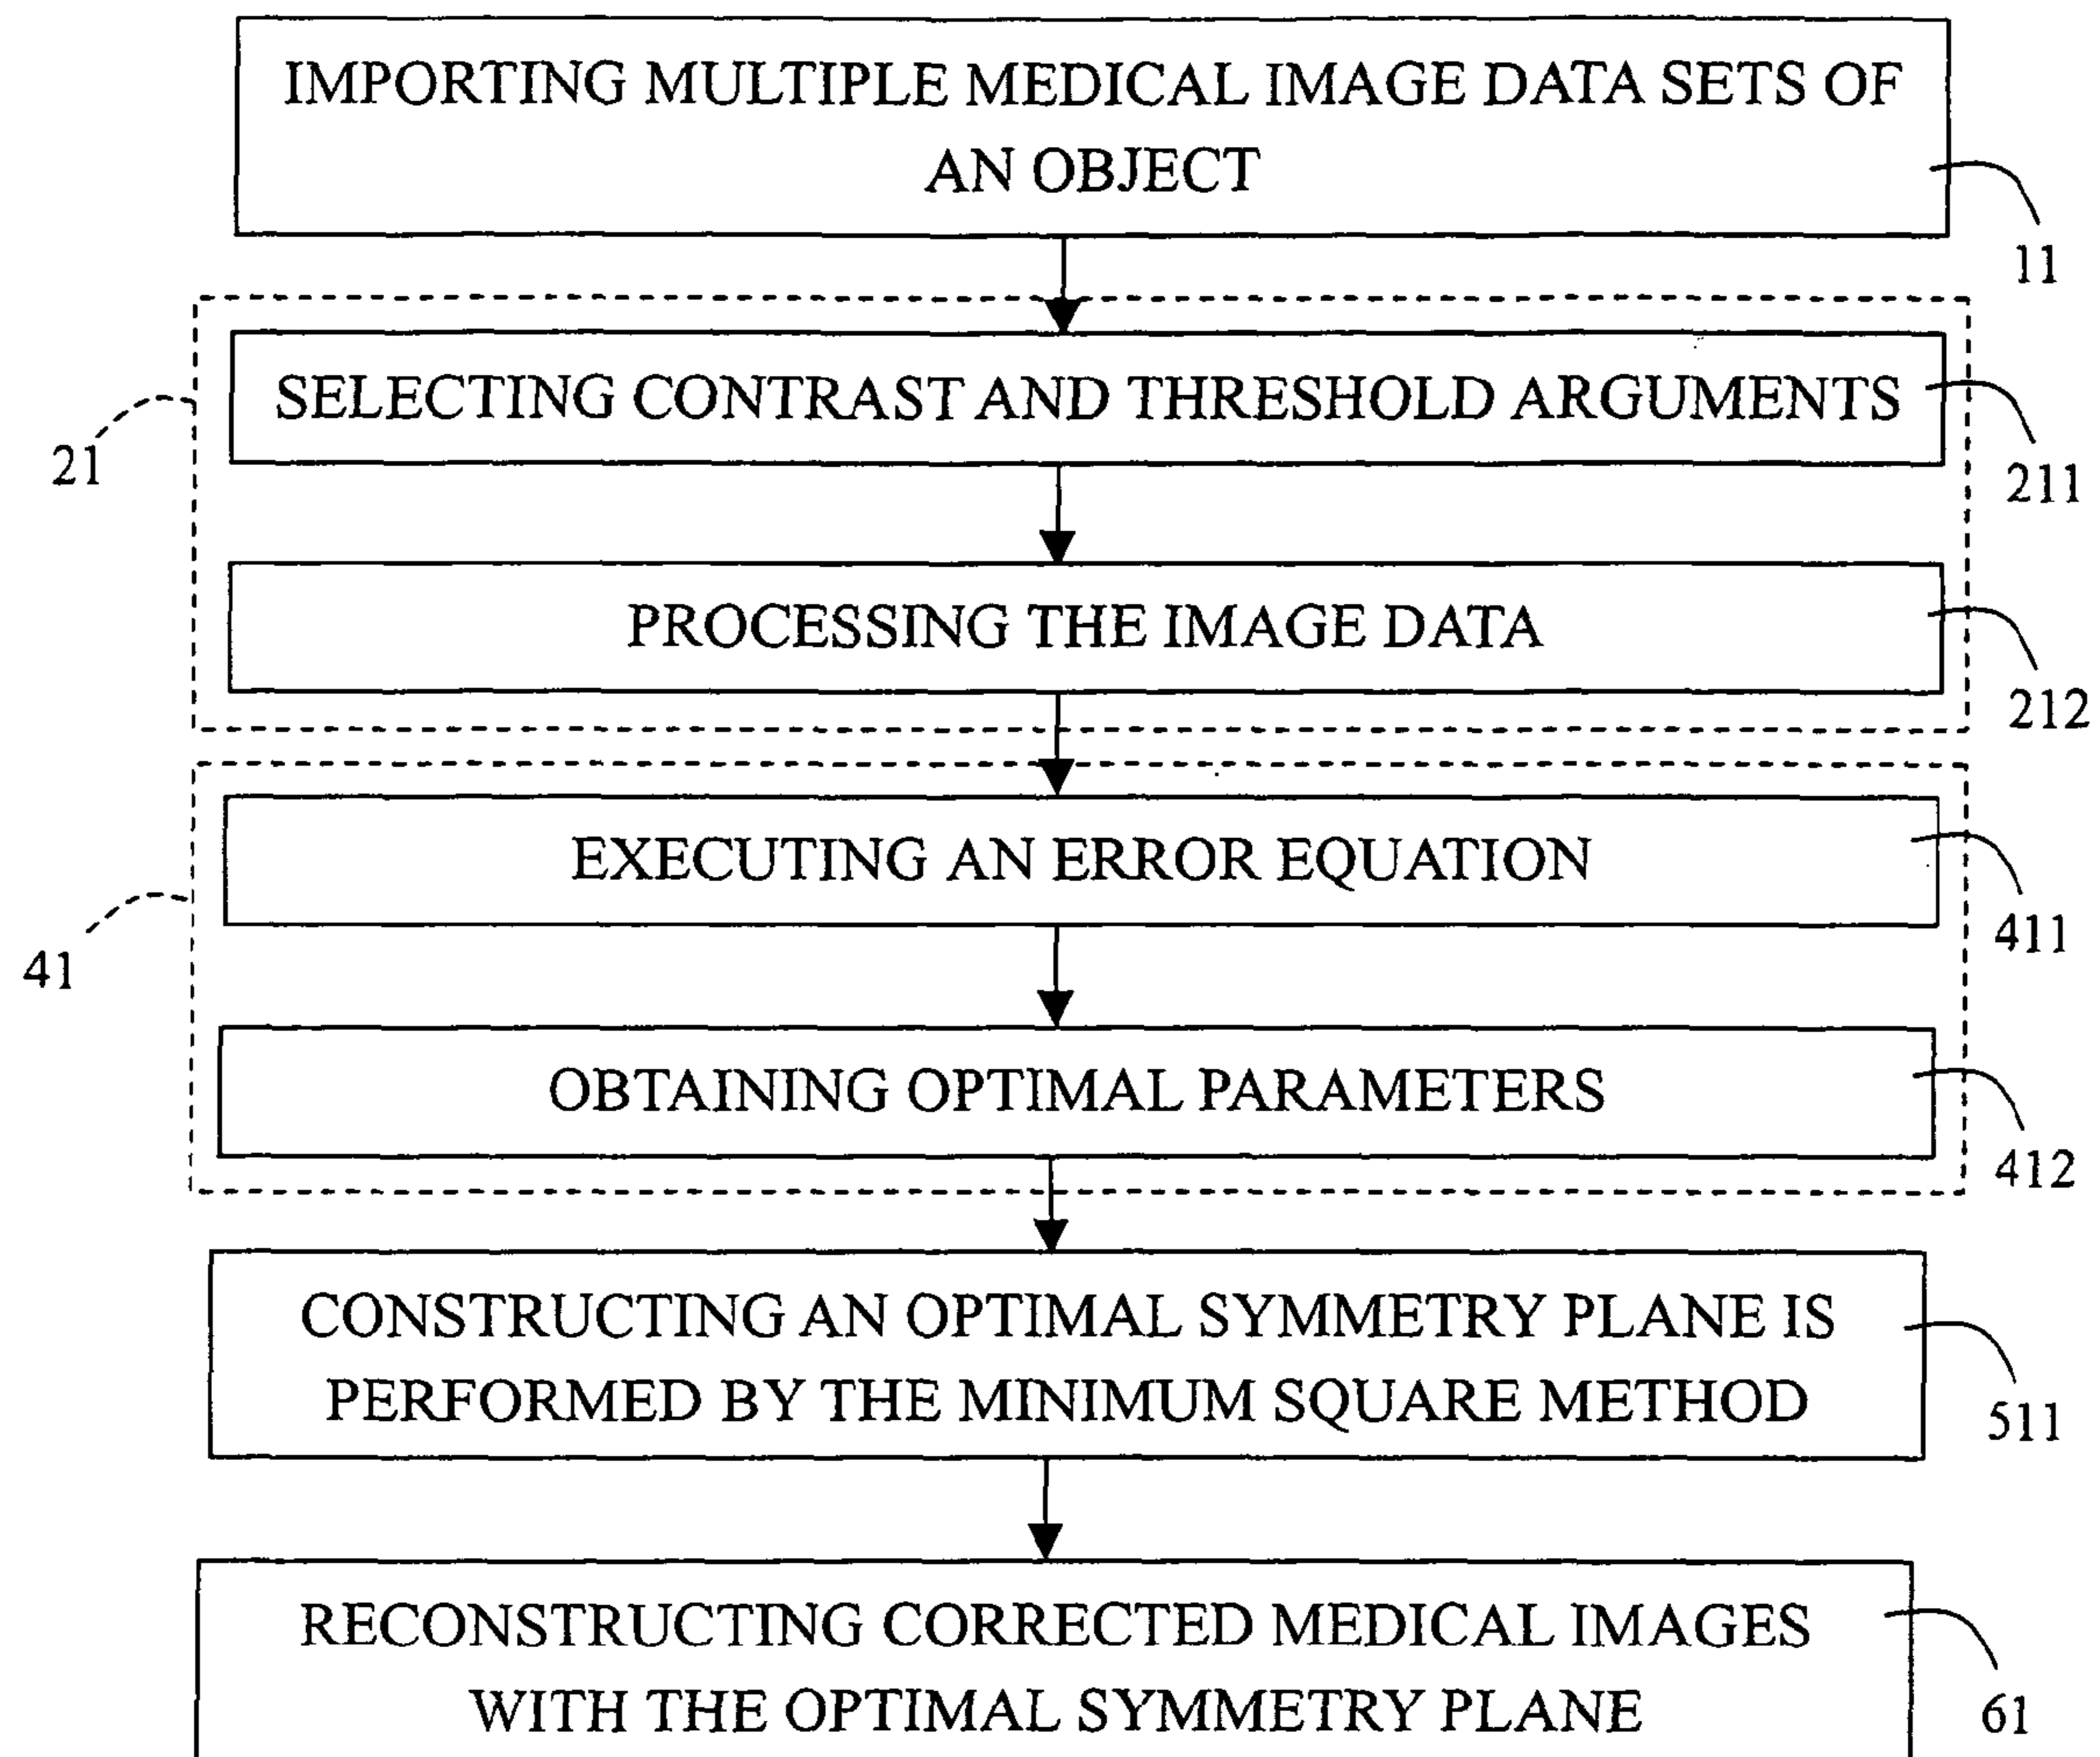 IMPORTING MULTIPLE MEDICAL IMAGE DATA SETS OF
AN OBJECT
11
SELECTING CONTRAST AND THRESHOLD ARGUMENTS
21
211
PROCESSING THE IMAGE DATA
212
EXECUTING AN ERROR EQUATION
41
411
OBTAINING OPTIMAL PARAMETERS
412
CONSTRUCTING AN OPTIMAL SYMMETRY PLANE IS
PERFORMED BY THE MINIMUM SQUARE METHOD
511
RECONSTRUCTING CORRECTED MEDICAL IMAGES
WITH THE OPTIMAL SYMMETRY PLANE
61